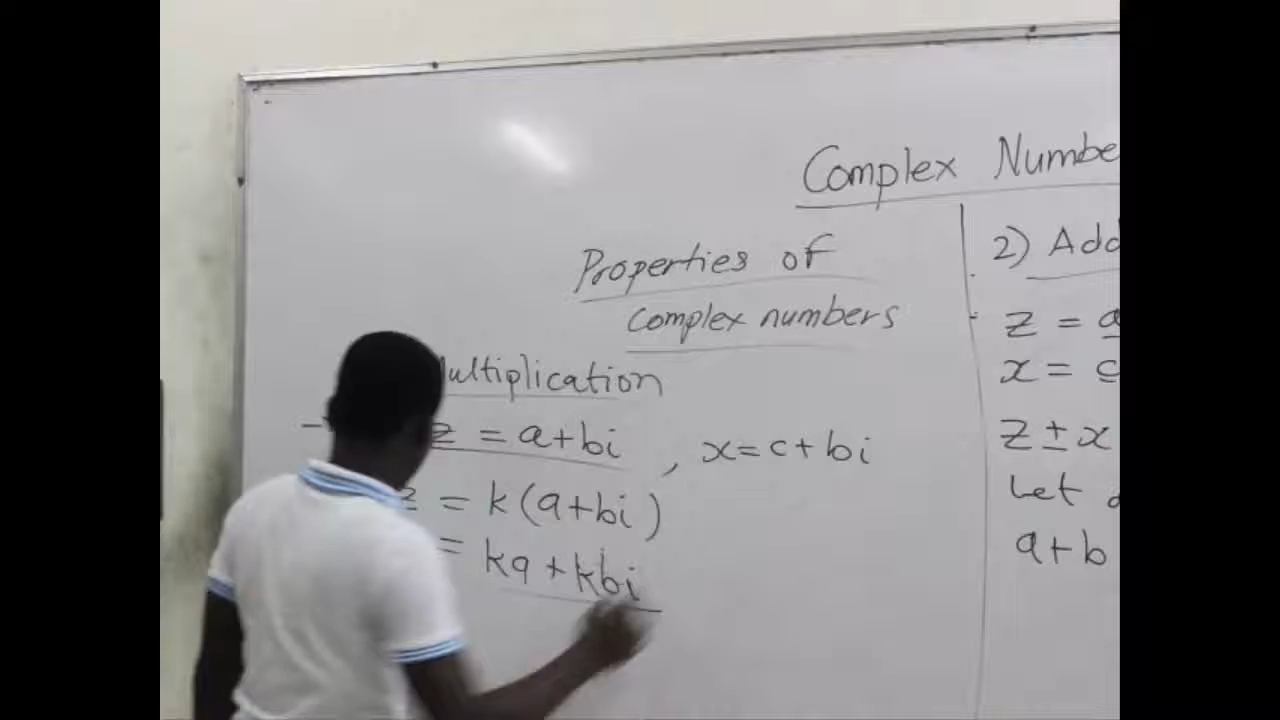 Complex Numbe
Properties of
complex numbers
ultiplication
z = a+bi , x=c+bi
z = k(a+bi)
= ka+kbi
2) Add
z = a
x = c
z ± x
Let
a+b